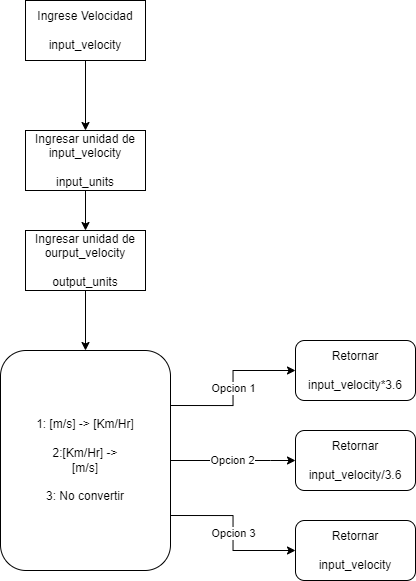 Ingrese Velocidad
input_velocity
Ingresar unidad de
input_velocity
input_units
Ingresar unidad de
ourput_velocity
output_units
1: [m/s] -> [Km/Hr]
2:[Km/Hr] ->
[m/s]
3: No convertir
Opcion 1
Retornar
input_velocity*3.6
Opcion 2
Retornar
input_velocity/3.6
Opcion 3
Retornar
input_velocity